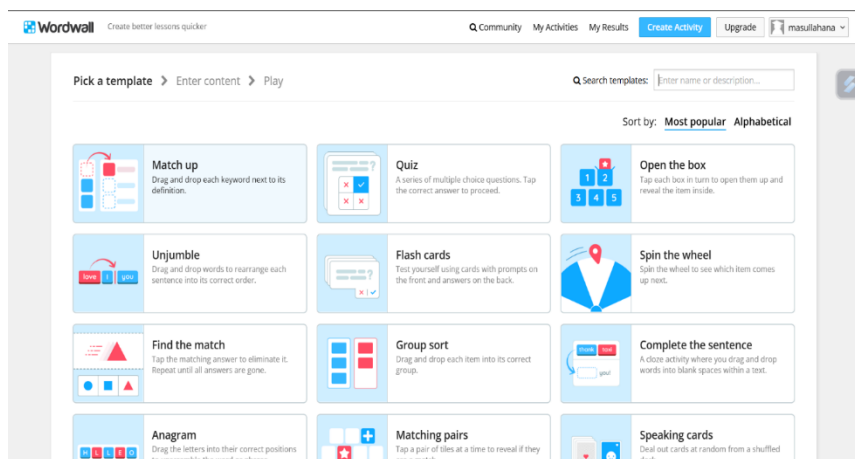 Wordwall Create better lessons quicker Community My Activities My Results Create Activity Upgrade masullahana
Pick a template > Enter content > Play Search templates: Enter name or description...
Sort by: Most popular Alphabetical
Match up
Drag and drop each keyword next to its
definition.
Quiz
A series of multiple choice questions. Tap
the correct answer to proceed.
1 2
3 4 5
Open the box
Tap each box in turn to open them up and
reveal the item inside.
love I you
Unjumble
Drag and drop words to rearrange each
sentence into its correct order.
Flash cards
Test yourself using cards with prompts on
the front and answers on the back.
Spin the wheel
Spin the wheel to see which item comes
up next.
Find the match
Tap the matching answer to eliminate it.
Repeat until all answers are gone.
Group sort
Drag and drop each item into its correct
group.
thank
you!
Complete the sentence
A cloze activity where you drag and drop
words into blank spaces within a text.
H L L E O
Anagram
Drag the letters into their correct positions
Matching pairs
Tap a pair of tiles at a time to reveal if they
Speaking cards
Deal out cards at random from a shuffled